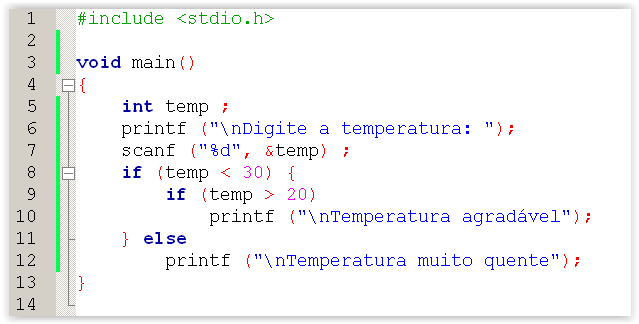 1 #include <stdio.h>
2
3 void main()
4 {
5 int temp ;
6 printf ("\nDigite a temperatura: ");
7 scanf ("%d", &temp) ;
8 if (temp < 30) {
9 if (temp > 20)
10 printf ("\nTemperatura agradável");
11 } else
12 printf ("\nTemperatura muito quente");
13 }
14